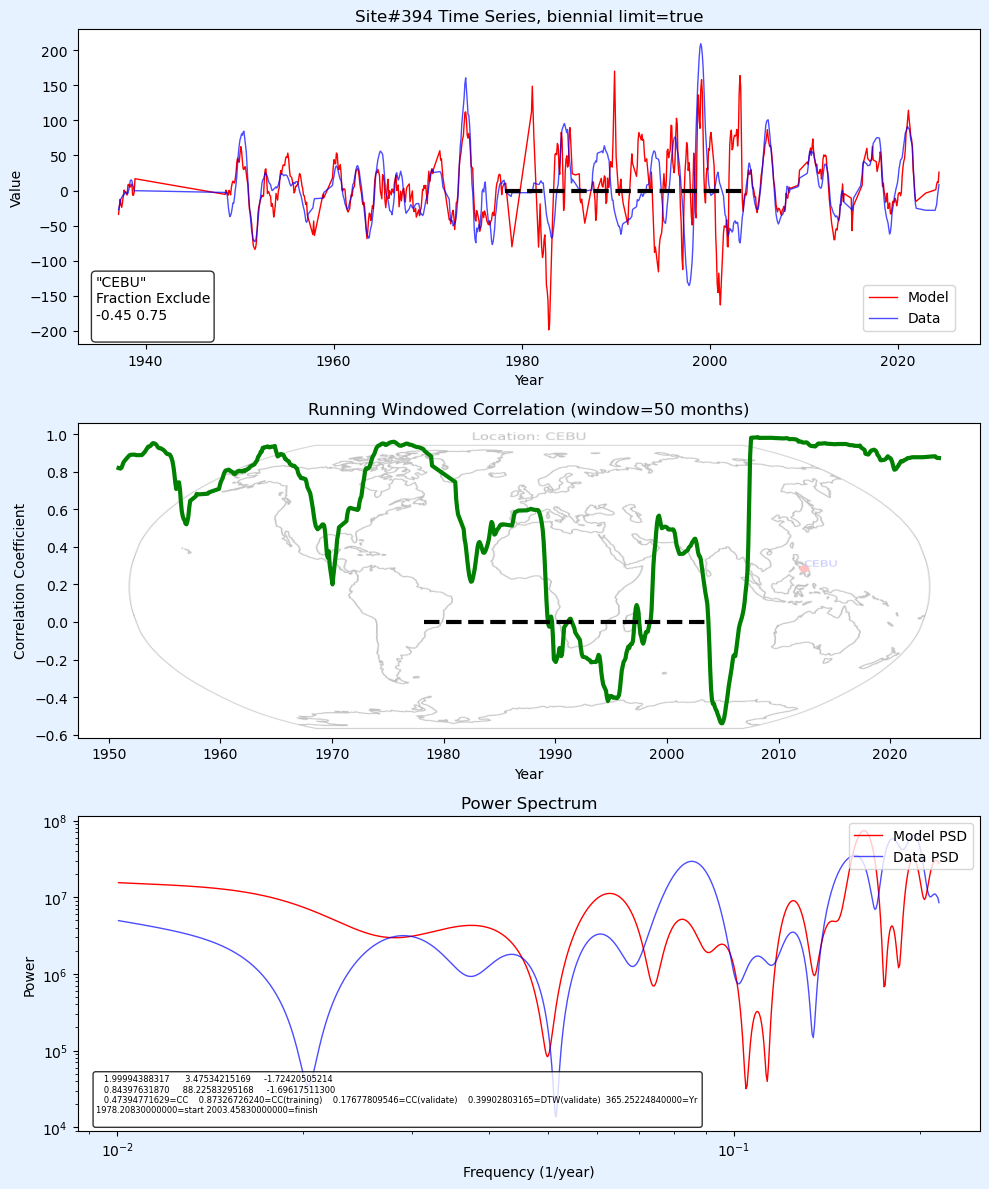 Site#394 Time Series, biennial limit=true
Value
200
150
100
50
0
−50
−100
−150
−200
"CEBU"
Fraction Exclude
-0.45 0.75
Model
Data
1940
1960
1980
2000
2020
Year
Running Windowed Correlation (window=50 months)
Location: CEBU
CEBU
Correlation Coefficient
1.0
0.8
0.6
0.4
0.2
0.0
−0.2
−0.4
−0.6
1950
1960
1970
1980
1990
2000
2010
2020
Year
Power Spectrum
Model PSD
Data PSD
Power
10^8
10^7
10^6
10^5
10^4
1.99994388317 3.47534215169 -1.72420505214
0.84397631870 88.22583295168 -1.69617511300
0.47394771629=CC 0.87326726240=CC(training) 0.17677809546=CC(validate) 0.39902803165=DTW(validate) 365.25224840000=Yr
1978.20830000000=start 2003.45830000000=finish
10^−2
10^−1
Frequency (1/year)